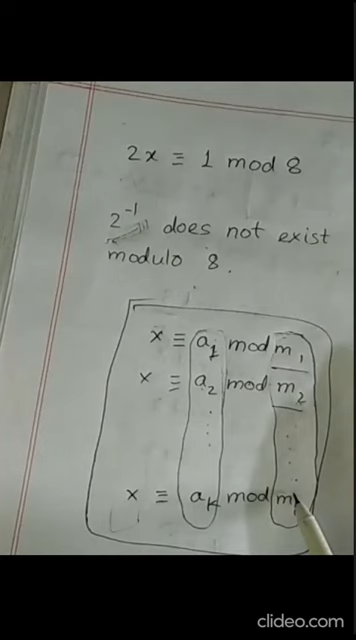 2x ≡ 1 mod 8
2⁻¹ does not exist
modulo 8.
x ≡ a₁ mod m₁
x ≡ a₂ mod m₂
x ≡ aₖ mod m
clideo.com